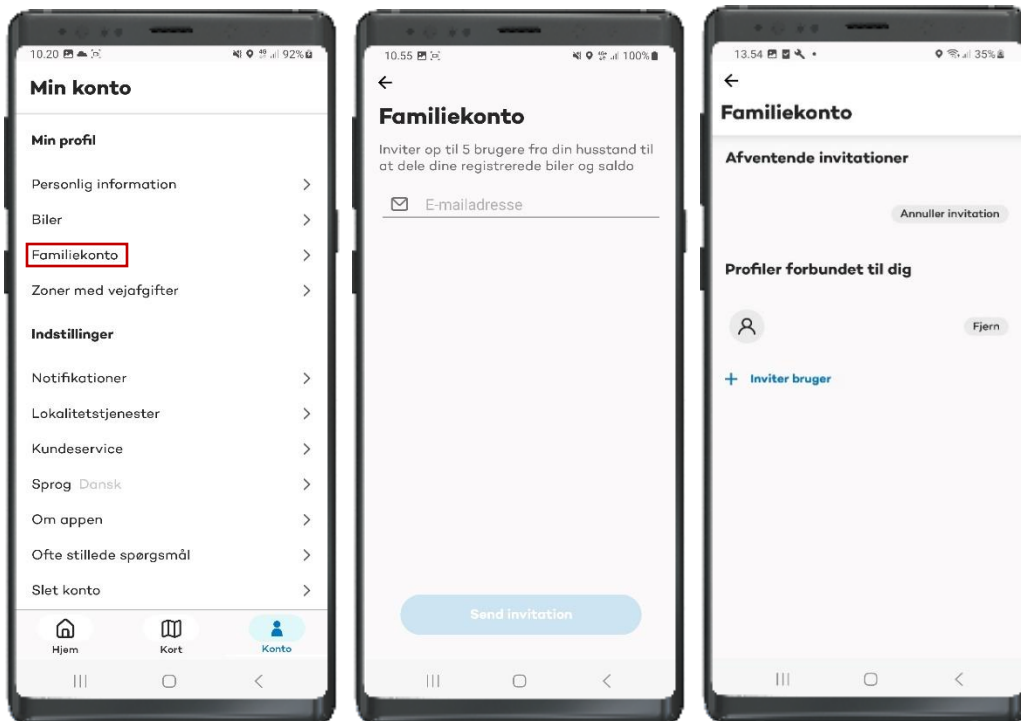 10.20
92%
Min konto
Min profil
Personlig information
Biler
Familiekonto
Zoner med vejafgifter
Indstillinger
Notifikationer
Lokalitetstjenester
Kundeservice
Sprog Dansk
Om appen
Ofte stillede spørgsmål
Slet konto
Hjem
Kort
Konto
10.55
100%
Familiekonto
Inviter op til 5 brugere fra din husstand til
at dele dine registrerede biler og saldo
E-mailadresse
Send invitation
13.54
35%
Familiekonto
Afventende invitationer
Annuller invitation
Profiler forbundet til dig
Fjern
+ Inviter bruger